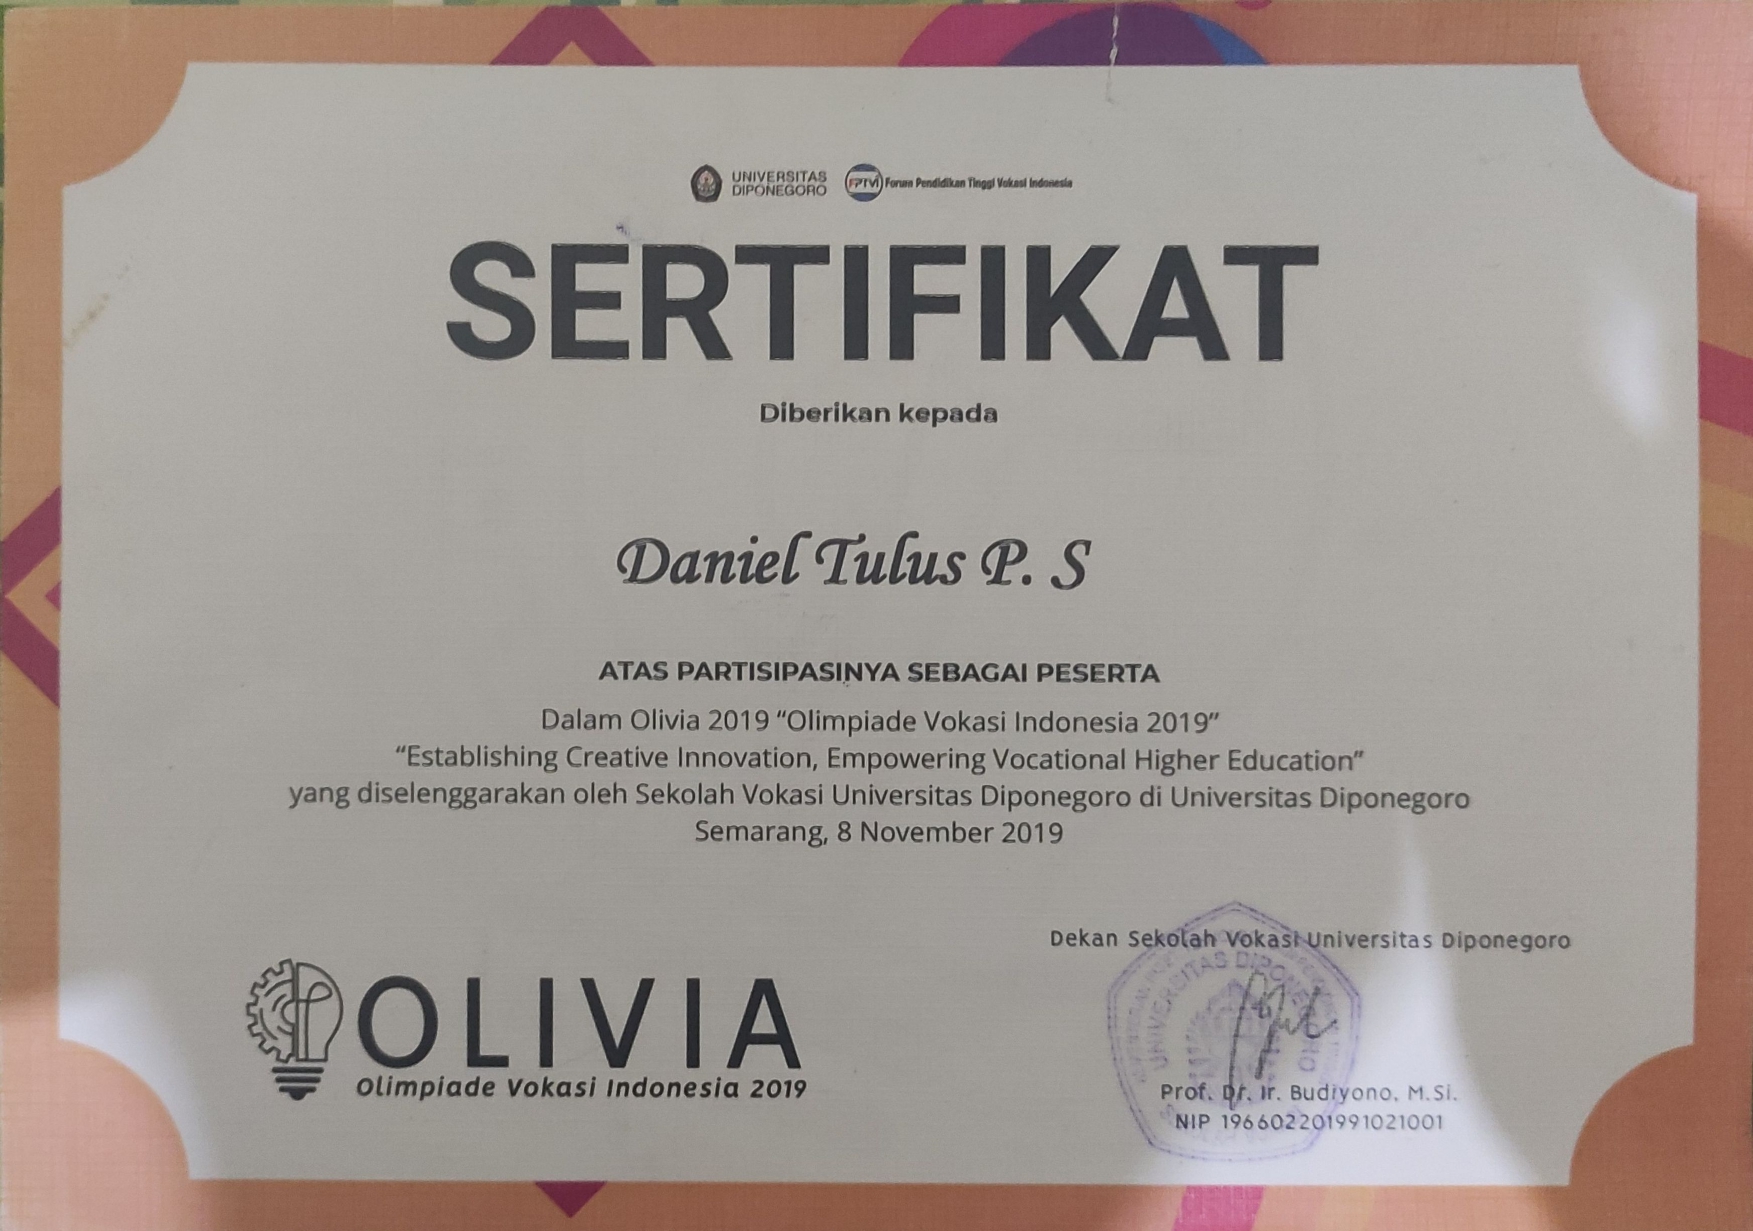 UNIVERSITAS
DIPONEGORO
FPTVI Forum Pendidikan Tinggi Vokasi Indonesia
SERTIFIKAT
Diberikan kepada
Daniel Tulus P. S
ATAS PARTISIPASINYA SEBAGAI PESERTA
Dalam Olivia 2019 “Olimpiade Vokasi Indonesia 2019”
“Establishing Creative Innovation, Empowering Vocational Higher Education”
yang diselenggarakan oleh Sekolah Vokasi Universitas Diponegoro di Universitas Diponegoro
Semarang, 8 November 2019
Dekan Sekolah Vokasi Universitas Diponegoro
UNIVERSITAS DIPONEGORO
OLIVIA
Olimpiade Vokasi Indonesia 2019
Prof. Dr. Ir. Budiyono, M.Si.
NIP 196602201991021001